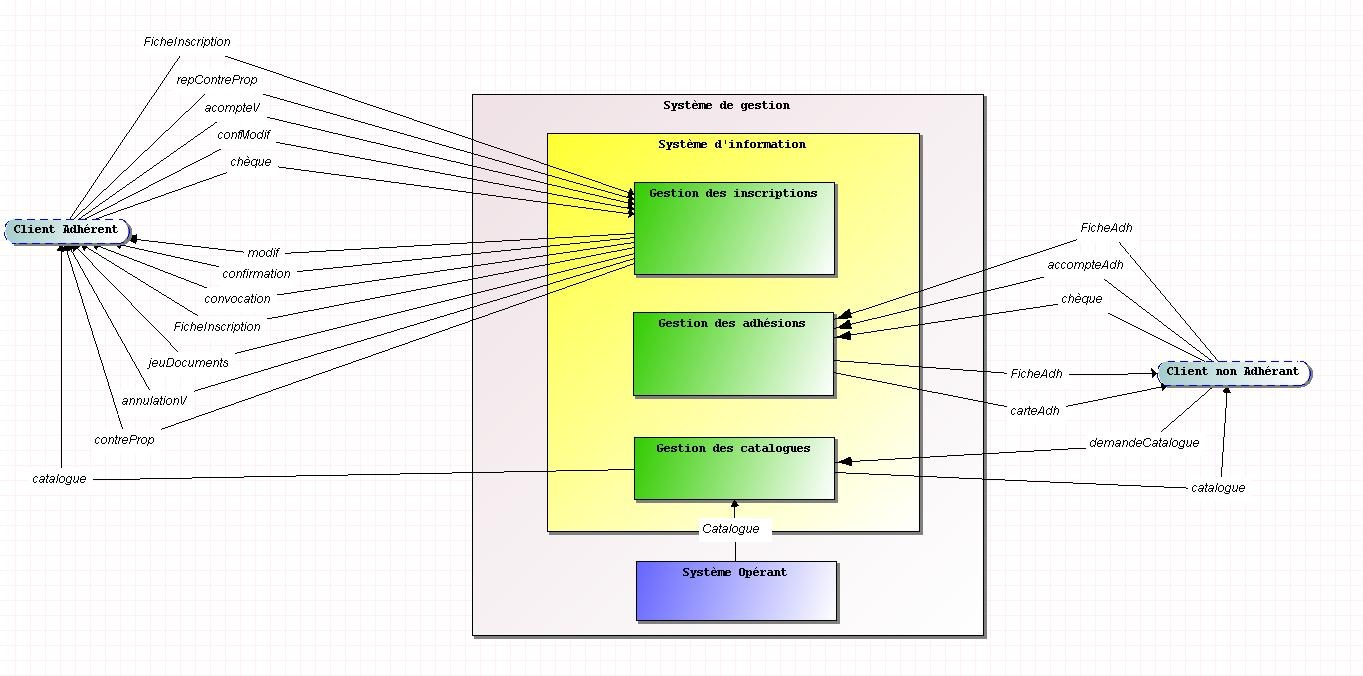 FicheInscription
repContreProp
acompteV
confModif
chèque
Client Adhérent
modif
confirmation
convocation
FicheInscription
jeuDocuments
annulationV
contreProp
catalogue
Système de gestion
Système d'information
Gestion des inscriptions
Gestion des adhésions
Gestion des catalogues
Catalogue
Système Opérant
FicheAdh
accompteAdh
chèque
Client non Adhérant
FicheAdh
carteAdh
demandeCatalogue
catalogue